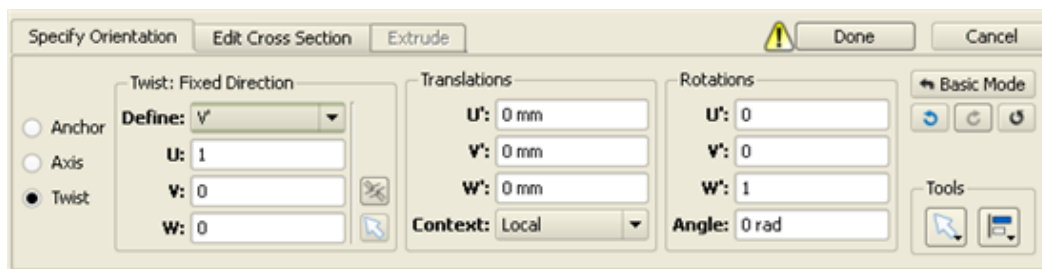 Specify Orientation Edit Cross Section Extrude Done Cancel
Twist: Fixed Direction Translations Rotations Basic Mode
Anchor
Axis
Twist
Define: V'
U: 1
V: 0
W: 0
U': 0 mm
V': 0 mm
W': 0 mm
Context: Local
U': 0
V': 0
W': 1
Angle: 0 rad
Tools